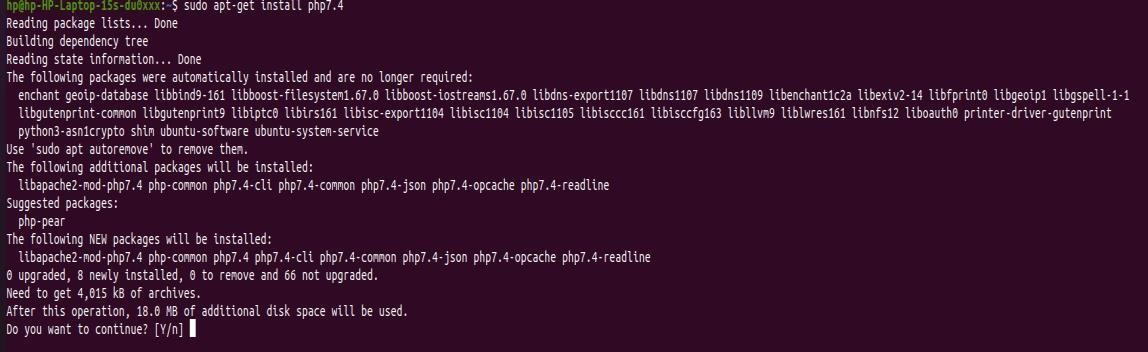 hp@hp-HP-Laptop-15s-du0xxx:~$ sudo apt-get install php7.4
Reading package lists... Done
Building dependency tree
Reading state information... Done
The following packages were automatically installed and are no longer required:
  enchant geoip-database libbind9-161 libboost-filesystem1.67.0 libboost-iostreams1.67.0 libdns-export1107 libdns1107 libdns1109 libenchant1c2a libexiv2-14 libfprint0 libgeoip1 libgspell-1-1
  libgutenprint-common libgutenprint9 libiptc0 libirs161 libisc-export1104 libisc1104 libisc1105 libisccc161 libisccfg163 libllvm9 liblwres161 libnfs12 liboauth0 printer-driver-gutenprint
  python3-asn1crypto shim ubuntu-software ubuntu-system-service
Use 'sudo apt autoremove' to remove them.
The following additional packages will be installed:
  libapache2-mod-php7.4 php-common php7.4-cli php7.4-common php7.4-json php7.4-opcache php7.4-readline
Suggested packages:
  php-pear
The following NEW packages will be installed:
  libapache2-mod-php7.4 php-common php7.4 php7.4-cli php7.4-common php7.4-json php7.4-opcache php7.4-readline
0 upgraded, 8 newly installed, 0 to remove and 66 not upgraded.
Need to get 4,015 kB of archives.
After this operation, 18.0 MB of additional disk space will be used.
Do you want to continue? [Y/n]